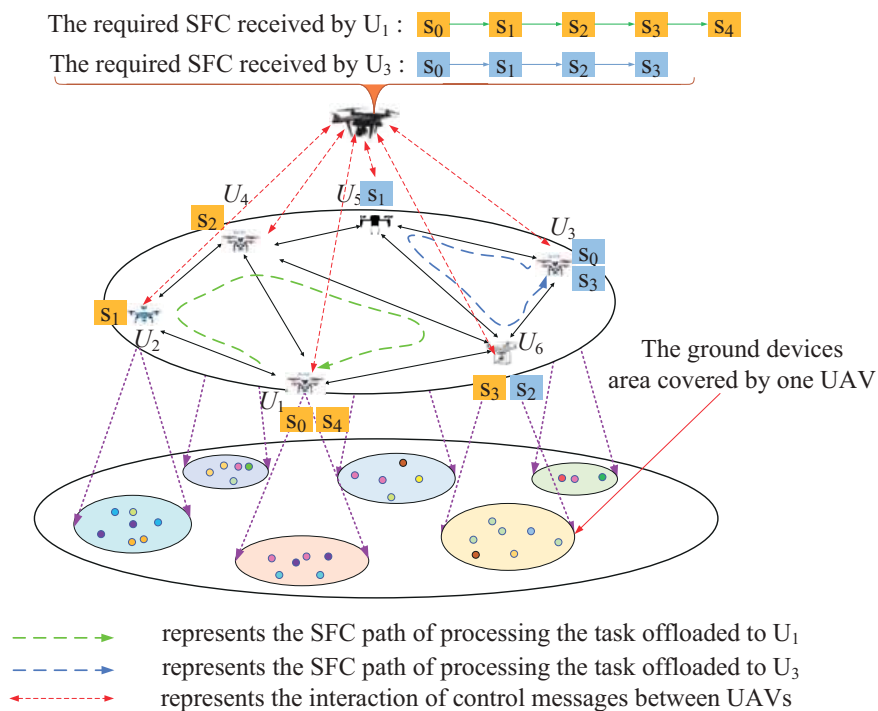 The required SFC received by U1 : s0 s1 s2 s3 s4
The required SFC received by U3 : s0 s1 s2 s3
U4
U5 s1
s2
U3
s0
s3
s1
U2
U6
The ground devices
area covered by one UAV
s3 s2
U1
s0 s4
represents the SFC path of processing the task offloaded to U1
represents the SFC path of processing the task offloaded to U3
represents the interaction of control messages between UAVs